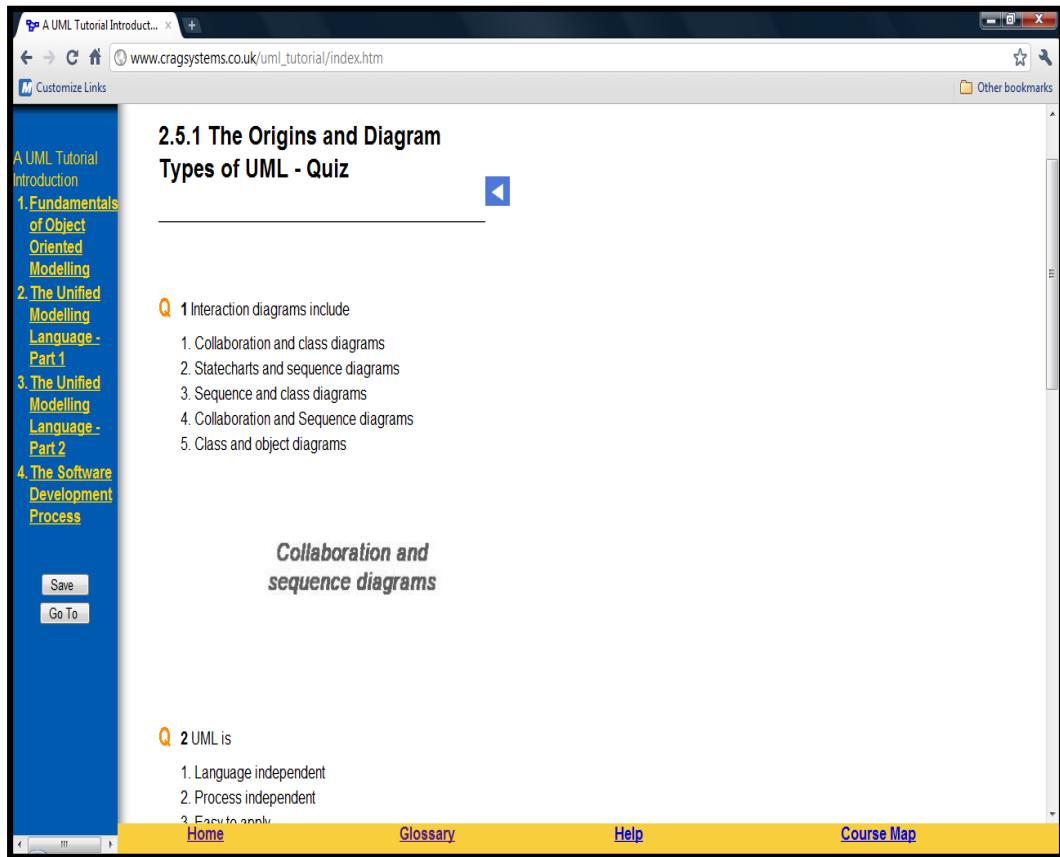 A UML Tutorial Introduct...
www.cragsystems.co.uk/uml_tutorial/index.htm
Customize Links
Other bookmarks
A UML Tutorial
Introduction
1. Fundamentals
of Object
Oriented
Modelling
2. The Unified
Modelling
Language -
Part 1
3. The Unified
Modelling
Language -
Part 2
4. The Software
Development
Process
Save
Go To
2.5.1 The Origins and Diagram
Types of UML - Quiz
Q 1 Interaction diagrams include
1. Collaboration and class diagrams
2. Statecharts and sequence diagrams
3. Sequence and class diagrams
4. Collaboration and Sequence diagrams
5. Class and object diagrams
Collaboration and
sequence diagrams
Q 2 UML is
1. Language independent
2. Process independent
3. Easy to apply
Home Glossary Help Course Map